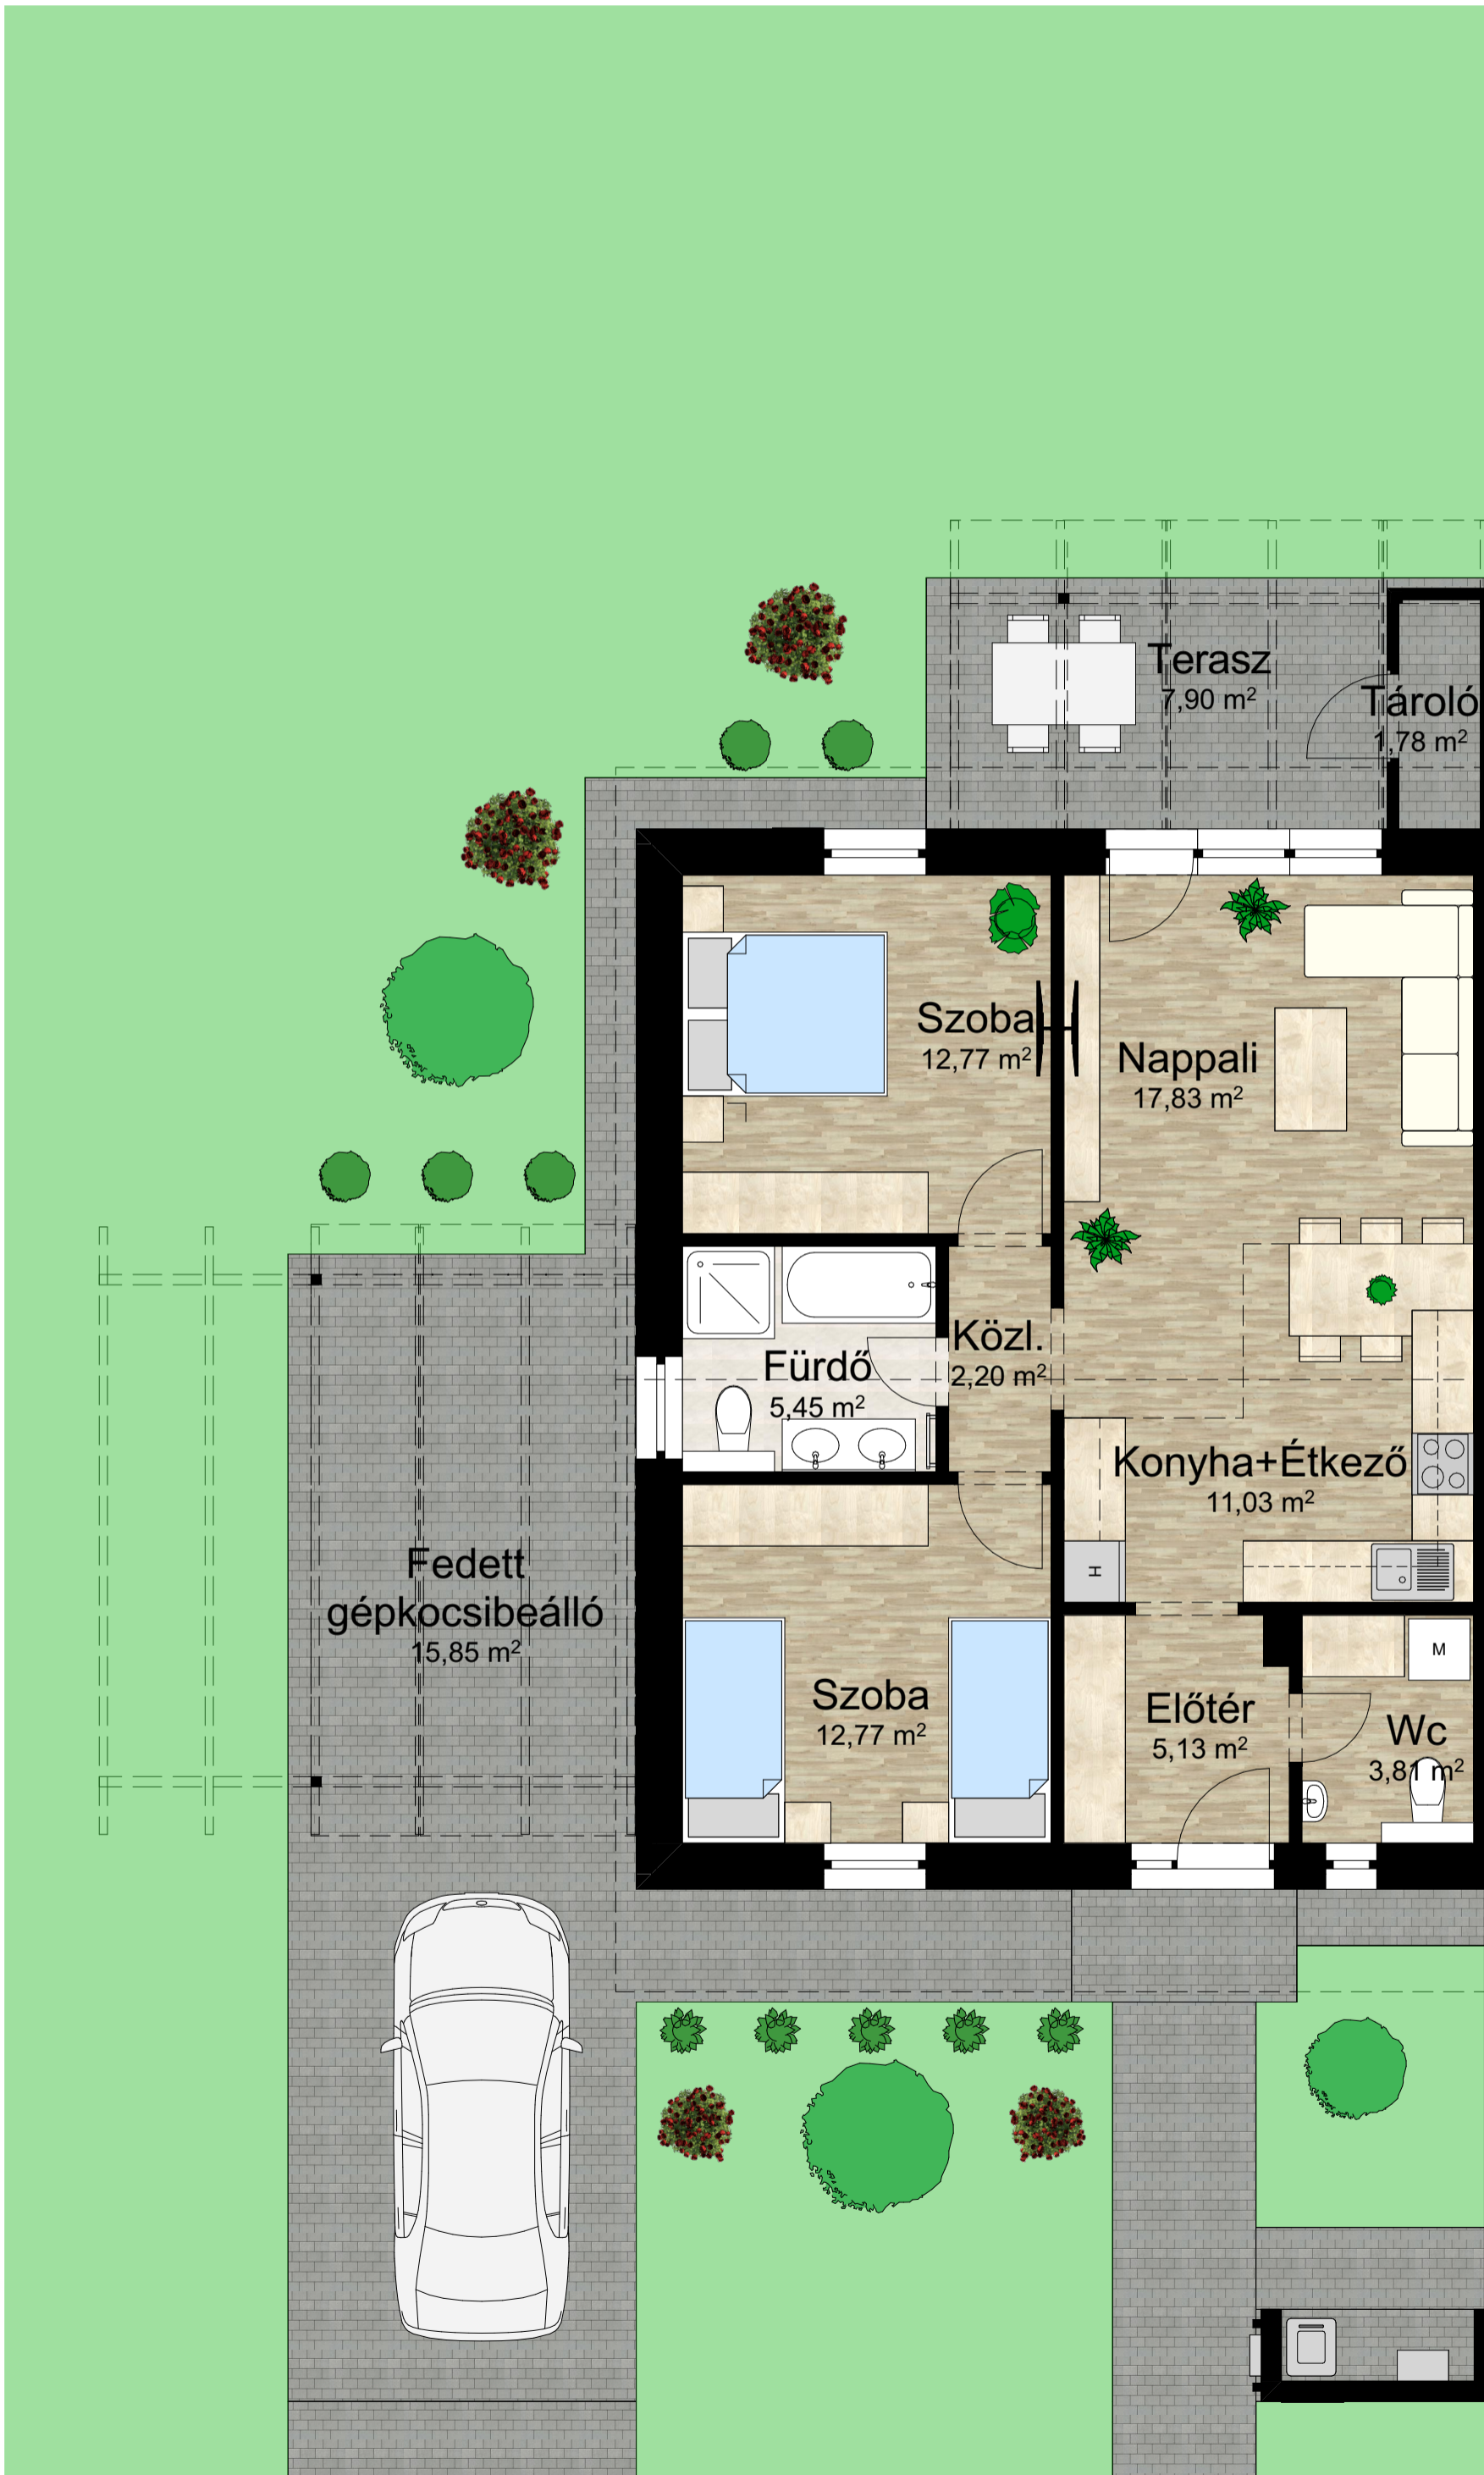 Terasz
7,90 m²
Tároló
1,78 m²
Szoba
12,77 m²
Nappali
17,83 m²
Közl.
2,20 m²
Fürdő
5,45 m²
Konyha+Étkező
11,03 m²
H
Fedett
gépkocsibeálló
15,85 m²
M
Szoba
12,77 m²
Előtér
5,13 m²
Wc
3,81 m²